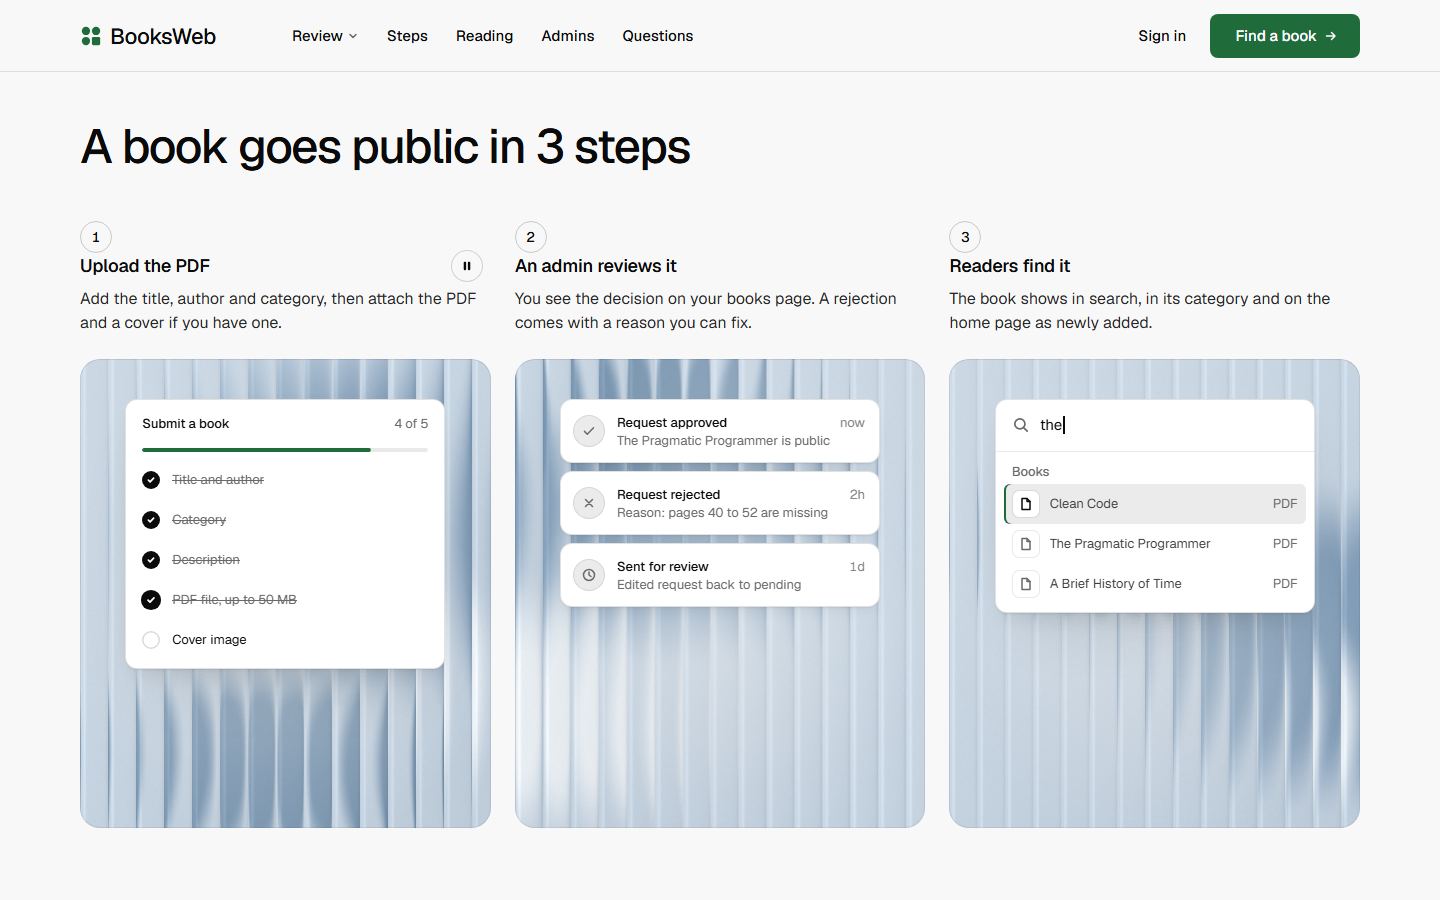 BooksWeb
Review
Steps
Reading
Admins
Questions
Sign in
Find a book →
A book goes public in 3 steps
1
Upload the PDF
Add the title, author and category, then attach the PDF
and a cover if you have one.
Submit a book
4 of 5
Title and author
Category
Description
PDF file, up to 50 MB
Cover image
2
An admin reviews it
You see the decision on your books page. A rejection
comes with a reason you can fix.
Request approved
now
The Pragmatic Programmer is public
Request rejected
2h
Reason: pages 40 to 52 are missing
Sent for review
1d
Edited request back to pending
3
Readers find it
The book shows in search, in its category and on the
home page as newly added.
the
Books
Clean Code
PDF
The Pragmatic Programmer
PDF
A Brief History of Time
PDF